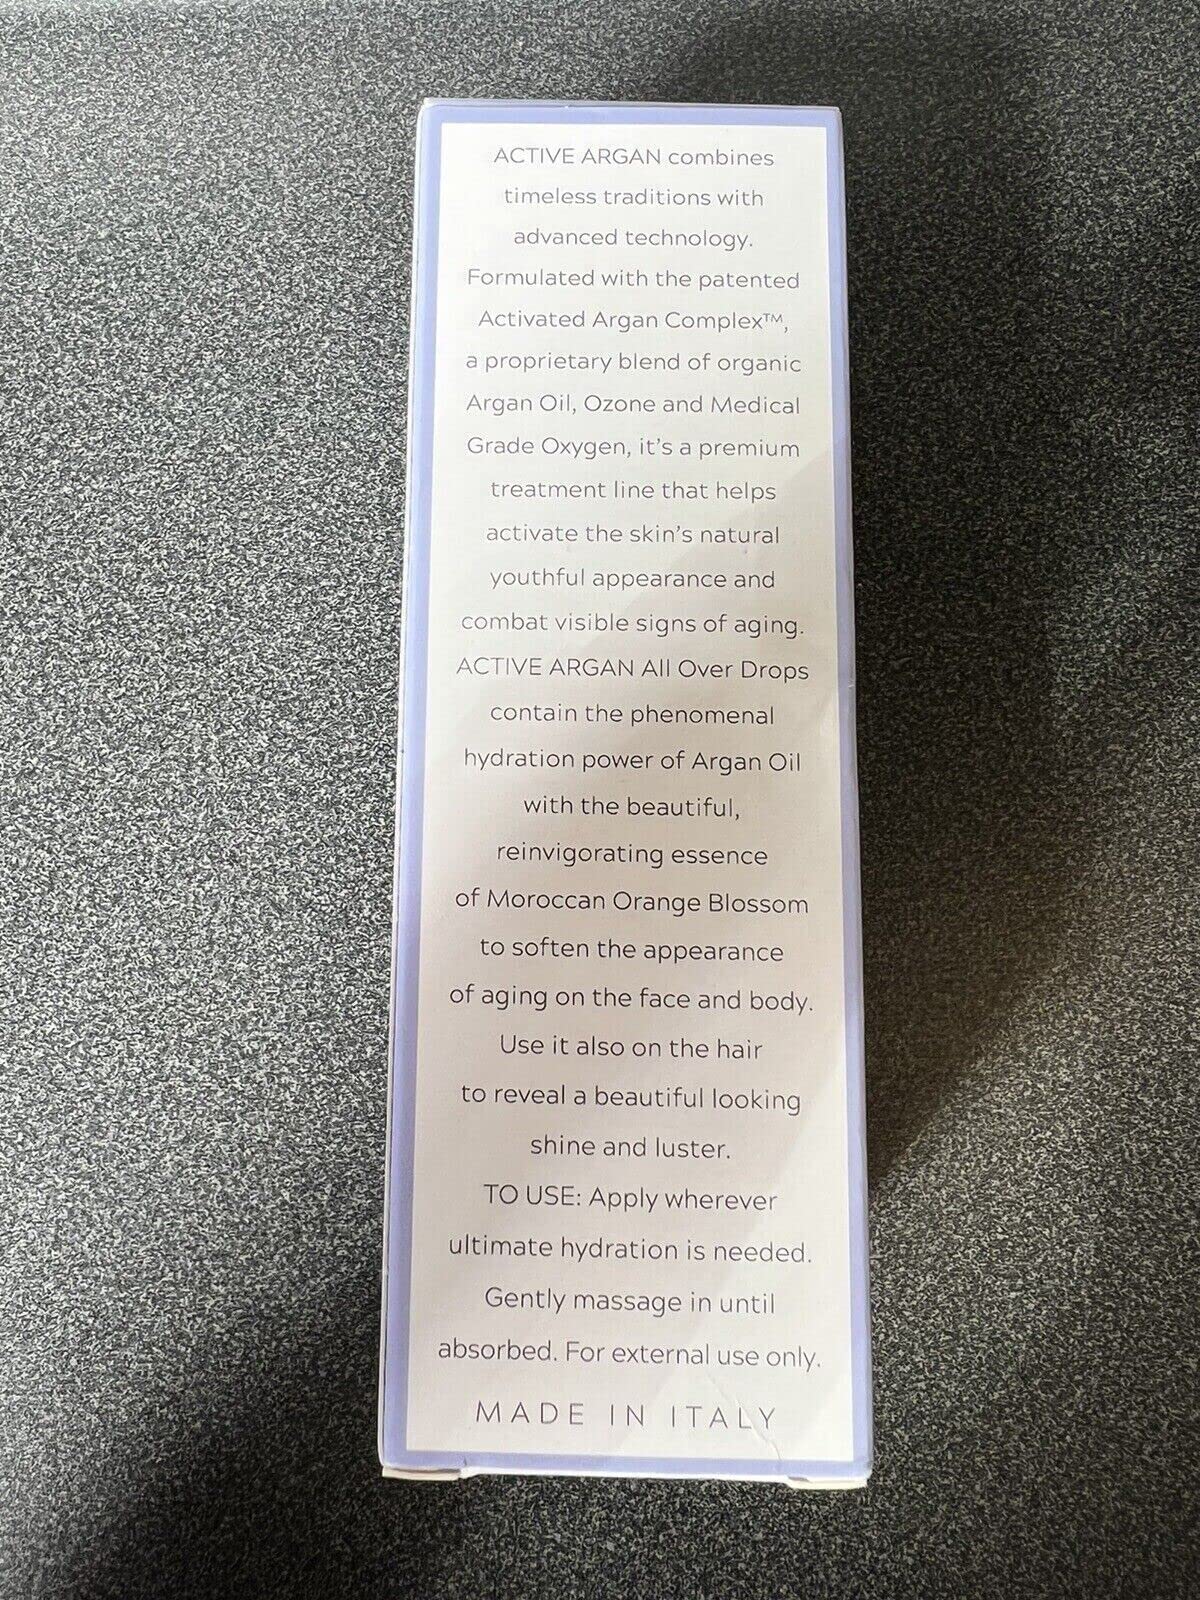 ACTIVE ARGAN combines
timeless traditions with
advanced technology.
Formulated with the patented
Activated Argan Complex™,
a proprietary blend of organic
Argan Oil, Ozone and Medical
Grade Oxygen, it's a premium
treatment line that helps
activate the skin's natural
youthful appearance and
combat visible signs of aging.
ACTIVE ARGAN All Over Drops
contain the phenomenal
hydration power of Argan Oil
with the beautiful,
reinvigorating essence
of Moroccan Orange Blossom
to soften the appearance
of aging on the face and body.
Use it also on the hair
to reveal a beautiful looking
shine and luster.
TO USE: Apply wherever
ultimate hydration is needed.
Gently massage in until
absorbed. For external use only.
MADE IN ITALY